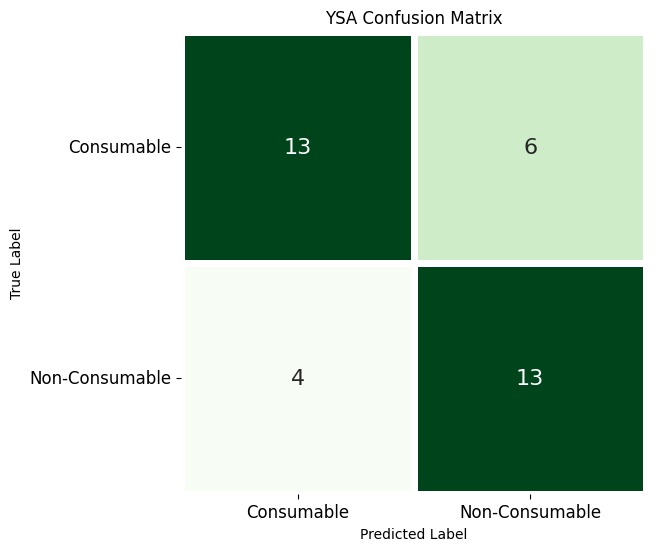 YSA Confusion Matrix
True Label
Consumable
13
6
Non-Consumable
4
13
Consumable
Non-Consumable
Predicted Label